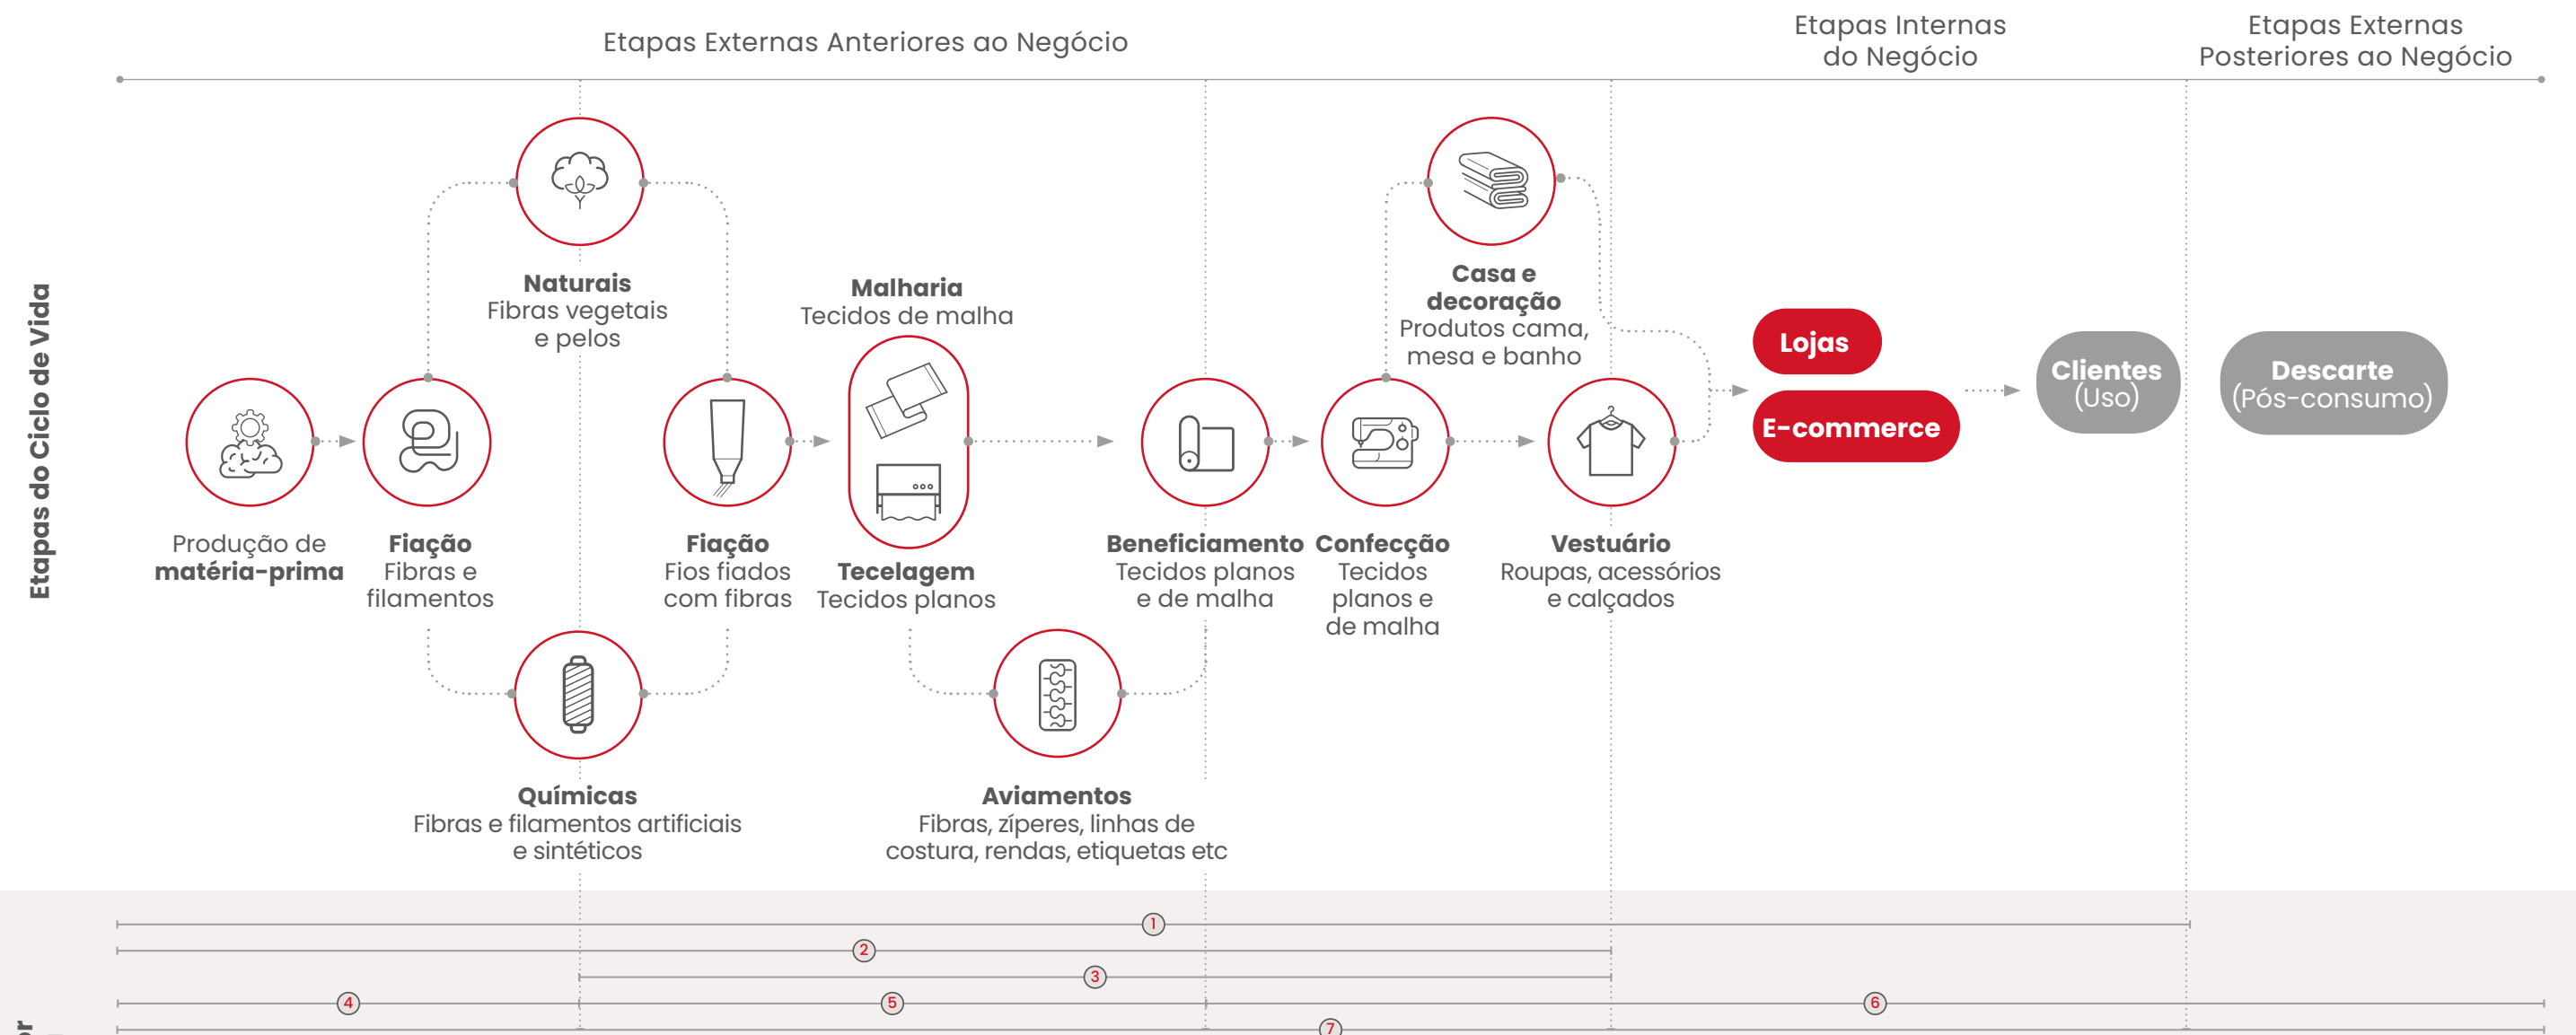 Etapas Externas Anteriores ao Negócio
Etapas Internas
do Negócio
Etapas Externas
Posteriores ao Negócio
Etapas do Ciclo de Vida
Naturais
Fibras vegetais
e pelos
Malharia
Tecidos de malha
Casa e
decoração
Produtos cama,
mesa e banho
Lojas
E-commerce
Clientes
(Uso)
Descarte
(Pós-consumo)
Produção de
matéria-prima
Fiação
Fibras e
filamentos
Fiação
Fios fiados
com fibras
Tecelagem
Tecidos planos
Beneficiamento
Tecidos planos
e de malha
Confecção
Tecidos
planos e
de malha
Vestuário
Roupas, acessórios
e calçados
Químicas
Fibras e filamentos artificiais
e sintéticos
Aviamentos
Fibras, zíperes, linhas de
costura, rendas, etiquetas etc
1
2
3
4
5
6
7